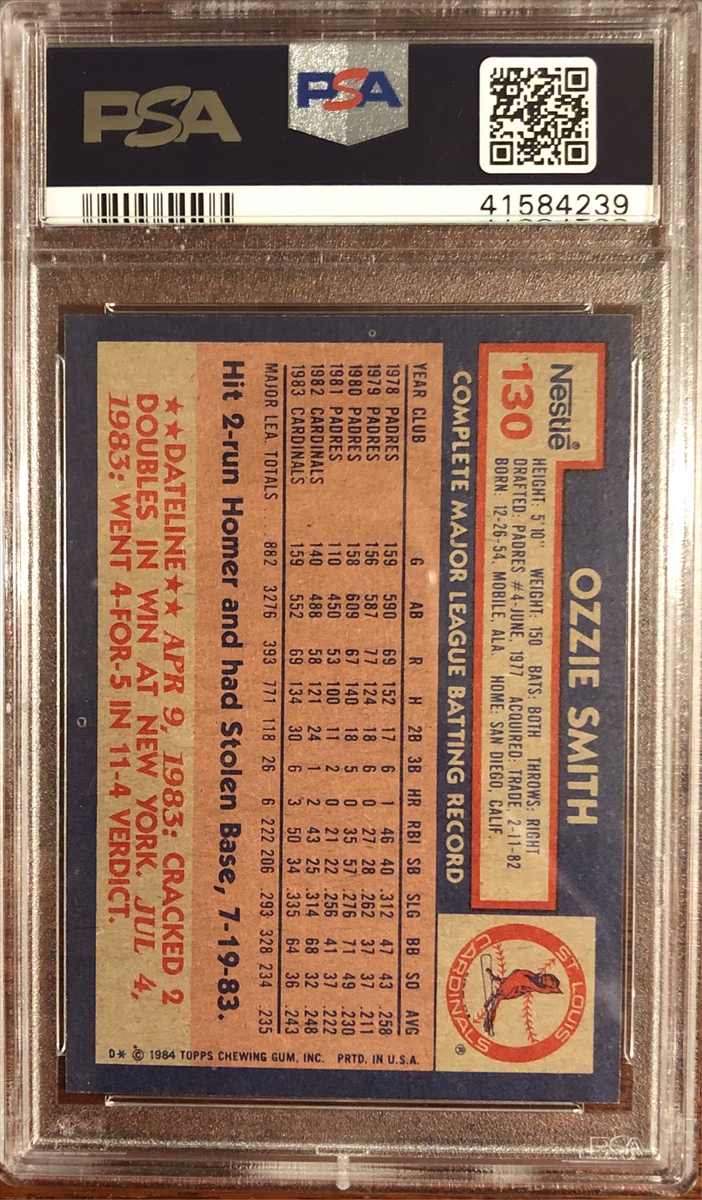 PSA
PSA
41584239
OZZIE SMITH
Nestlé®
130
HEIGHT: 5'10" WEIGHT: 150 BATS: BOTH THROWS: RIGHT
DRAFTED: PADRES #4-JUNE, 1977 ACQUIRED: TRADE, 2-11-82
BORN: 12-26-54, MOBILE, ALA. HOME: SAN DIEGO, CALIF.
ST. LOUIS
CARDINALS
®
COMPLETE MAJOR LEAGUE BATTING RECORD
YEAR CLUB G AB R H 2B 3B HR RBI SB SLG BB SO AVG
1978 PADRES 159 590 69 152 17 6 1 46 40 .312 47 43 .258
1979 PADRES 156 587 77 124 18 6 0 27 28 .262 37 37 .211
1980 PADRES 158 609 67 140 18 5 0 35 57 .276 71 49 .230
1981 PADRES 110 450 53 100 11 2 0 21 22 .256 41 37 .222
1982 CARDINALS 140 488 58 121 24 1 2 43 25 .314 68 32 .248
1983 CARDINALS 159 552 69 134 30 6 3 50 34 .335 64 36 .243
MAJOR LEA. TOTALS ... 882 3276 393 771 118 26 6 222 206 .293 328 234 .235
Hit 2-run Homer and had Stolen Base, 7-19-83.
★★DATELINE★★ APR 9, 1983: CRACKED 2
DOUBLES IN WIN AT NEW YORK. JUL 4,
1983: WENT 4-FOR-5 IN 11-4 VERDICT.
D* © 1984 TOPPS CHEWING GUM, INC. PRTD. IN U.S.A.
PSA